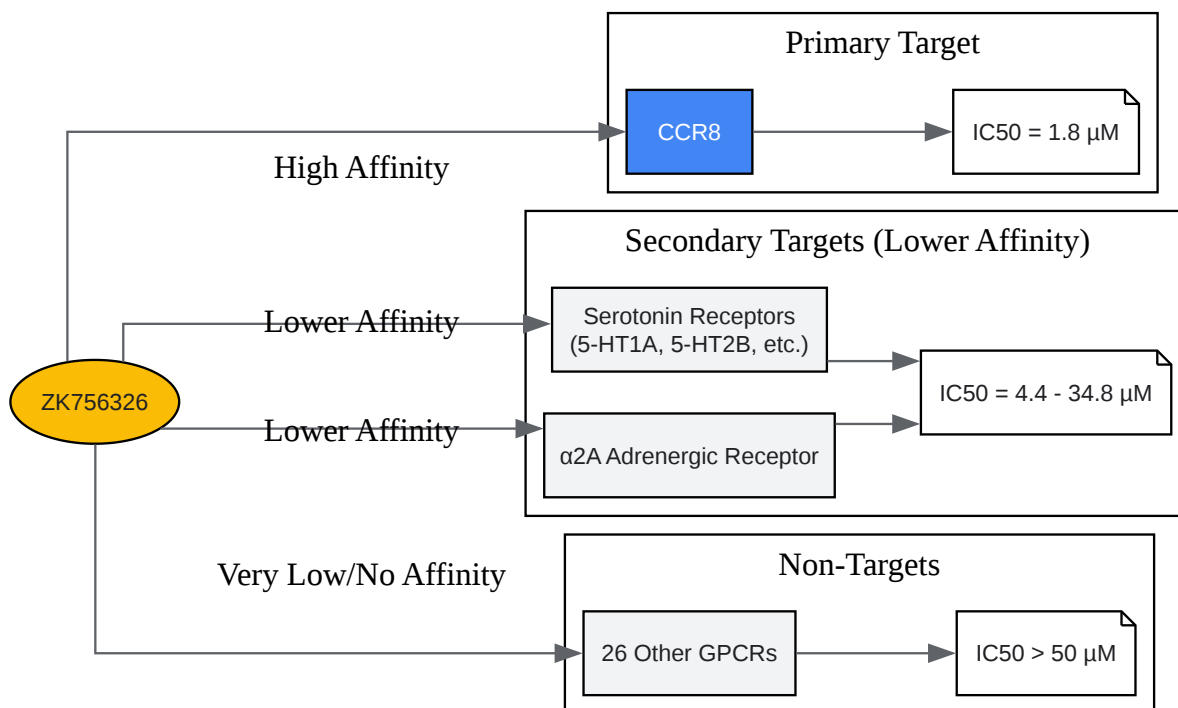 Primary Target
CCR8
IC50 = 1.8 µM
High Affinity
Secondary Targets (Lower Affinity)
Lower Affinity
Serotonin Receptors
(5-HT1A, 5-HT2B, etc.)
IC50 = 4.4 - 34.8 µM
ZK756326
Lower Affinity
α2A Adrenergic Receptor
Very Low/No Affinity
Non-Targets
26 Other GPCRs
IC50 > 50 µM